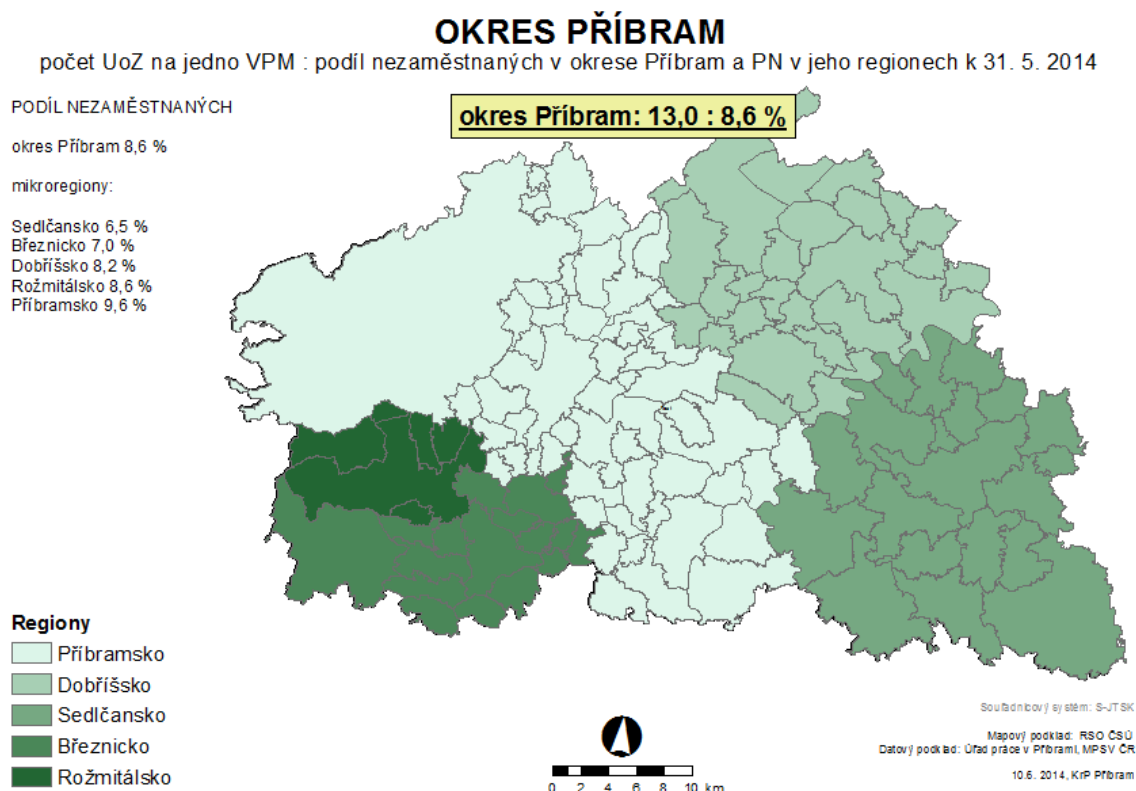 OKRES PŘÍBRAM
počet UoZ na jedno VPM : podíl nezaměstnaných v okrese Příbram a PN v jeho regionech k 31. 5. 2014
PODÍL NEZAMĚSTNANÝCH
okres Příbram: 13,0 : 8,6 %
okres Příbram 8,6 %
mikroregiony:
Sedlčansko 6,5 %
Březnicko 7,0 %
Dobříšsko 8,2 %
Rožmitálsko 8,6 %
Příbramsko 9,6 %
Regiony
Příbramsko
Dobříšsko
Sedlčansko
Březnicko
Rožmitálsko
0 2 4 6 8 10 km
Souřadnicový systém: S-JTSK
Mapový podklad: RSO ČSÚ
Datový podklad: Úřad práce v Příbrami, MPSV ČR
10.6. 2014, KrP Příbram